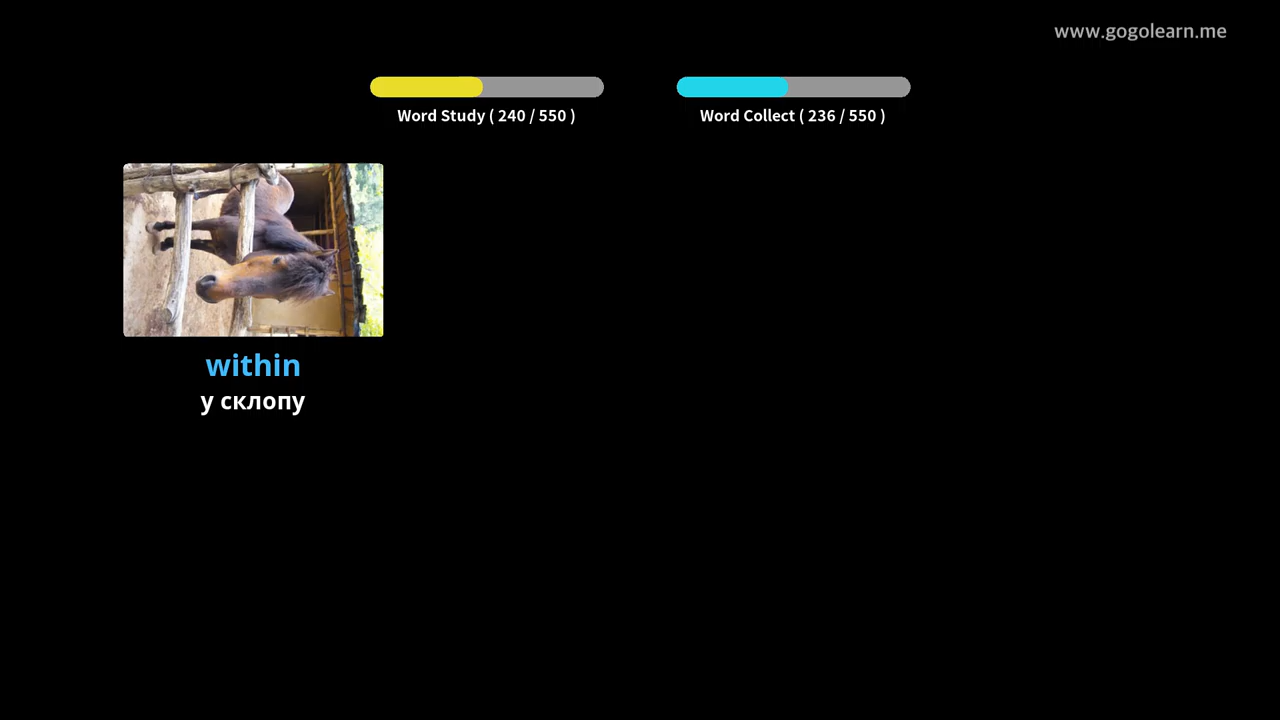 www.gogolearn.me
Word Study ( 240 / 550 )
Word Collect ( 236 / 550 )
within
у склопу